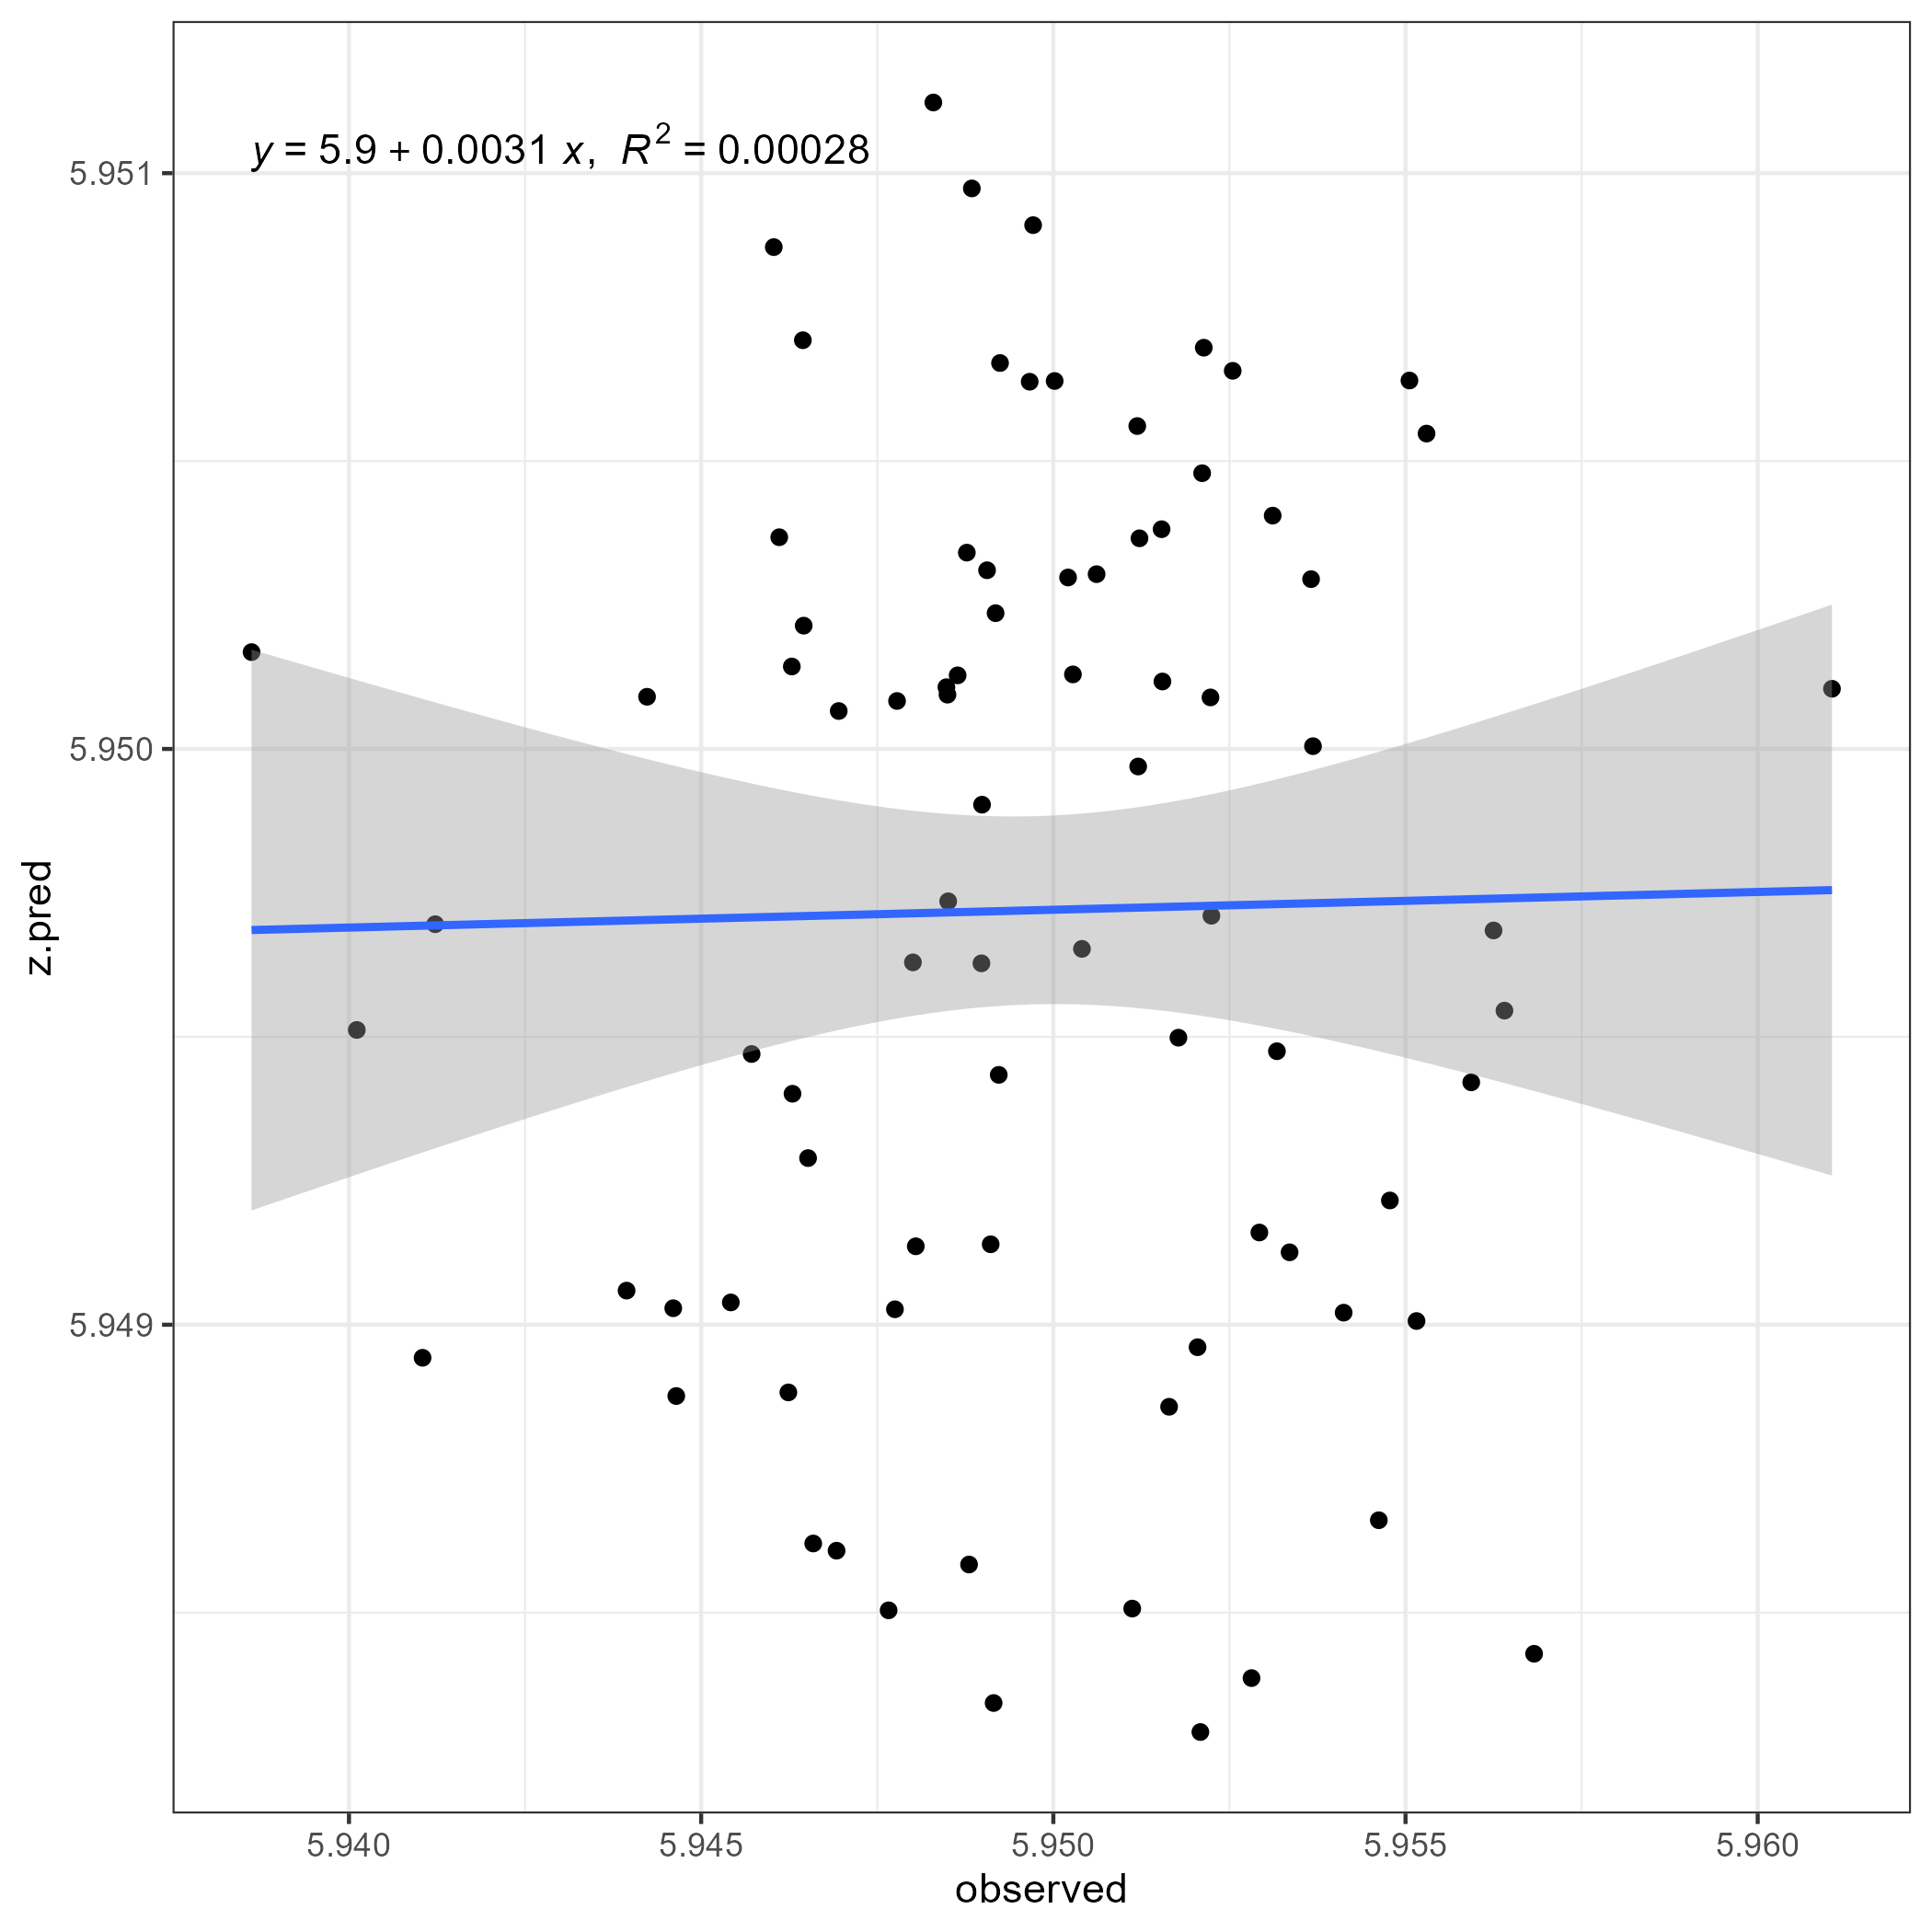 y = 5.9 + 0.0031 x, R² = 0.00028
5.951
5.950
5.949
z.pred
5.940 5.945 5.950 5.955 5.960
observed